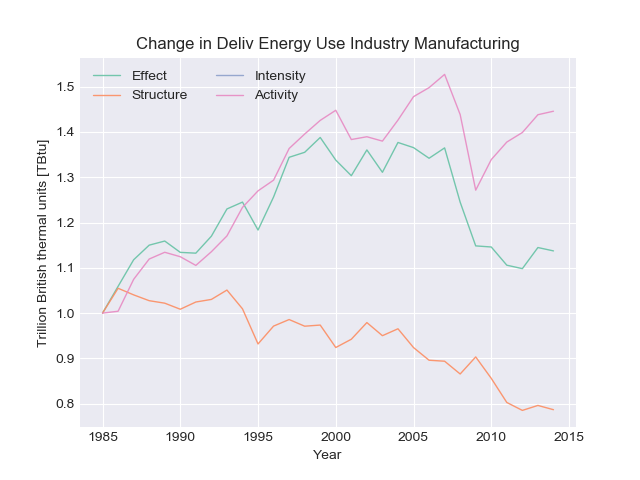 Change in Deliv Energy Use Industry Manufacturing
Effect
Structure
Intensity
Activity
Trillion British thermal units [TBtu]
1.5
1.4
1.3
1.2
1.1
1.0
0.9
0.8
1985 1990 1995 2000 2005 2010 2015
Year